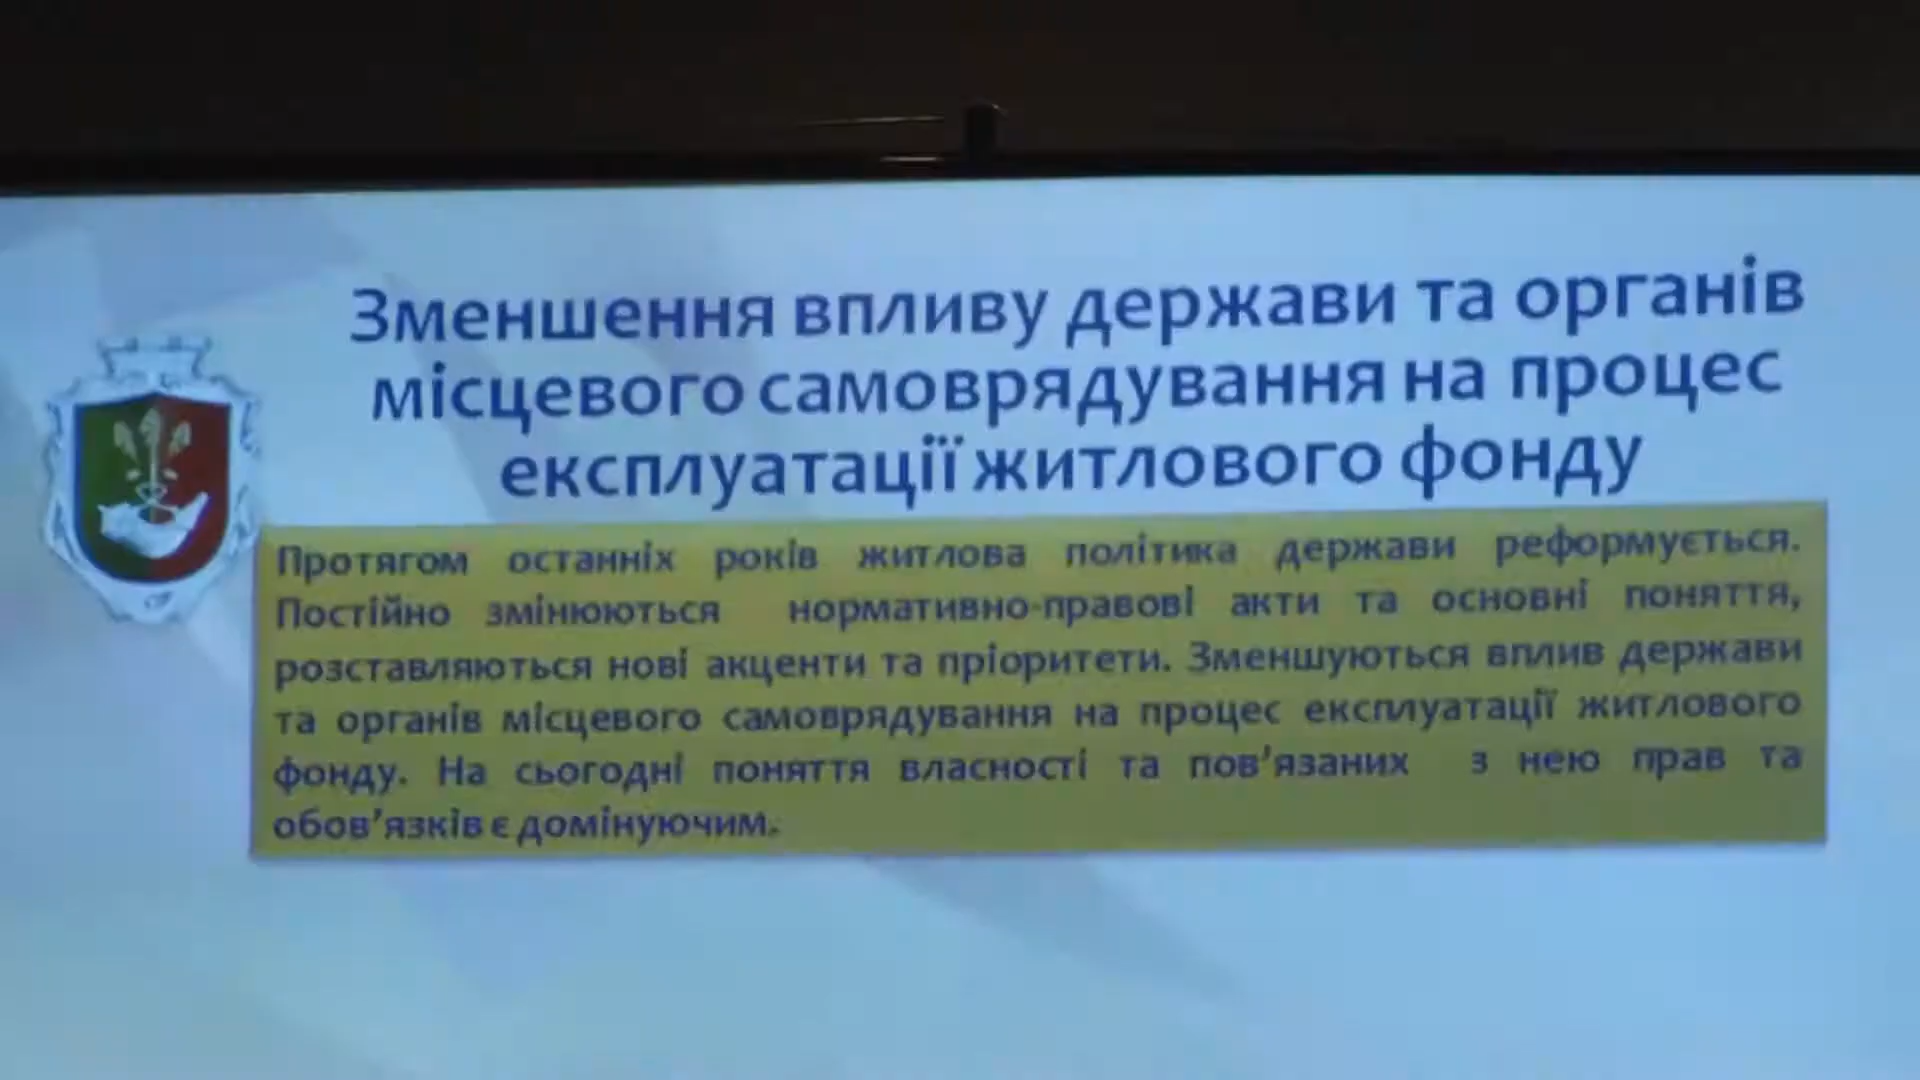 Зменшення впливу держави та органів
місцевого самоврядування на процес
експлуатації житлового фонду
Протягом останніх років житлова політика держави реформується.
Постійно змінюються нормативно-правові акти та основні поняття,
розставляються нові акценти та пріоритети. Зменшуються вплив держави
та органів місцевого самоврядування на процес експлуатації житлового
фонду. На сьогодні поняття власності та пов’язаних з нею прав та
обов’язків є домінуючим.